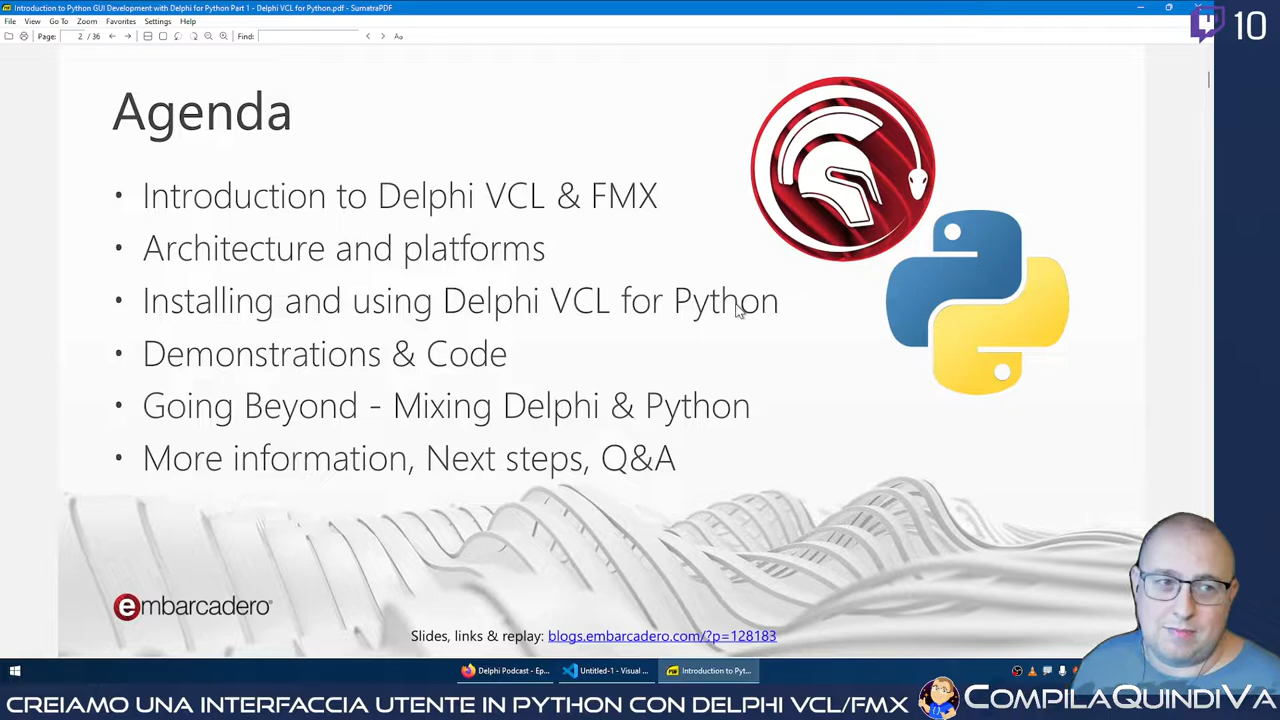 Introduction to Python GUI Development with Delphi for Python Part 1 - Delphi VCL for Python.pdf - SumatraPDF
File View Go To Zoom Favorites Settings Help
Page: 2 / 36 Find: Aa
10
Agenda
• Introduction to Delphi VCL & FMX
• Architecture and platforms
• Installing and using Delphi VCL for Python
• Demonstrations & Code
• Going Beyond - Mixing Delphi & Python
• More information, Next steps, Q&A
embarcadero
Slides, links & replay: blogs.embarcadero.com/?p=128183
Delphi Podcast - Ep... Untitled-1 - Visual ... Introduction to Pyt...
CREIAMO UNA INTERFACCIA UTENTE IN PYTHON CON DELPHI VCL/FMX
COMPILAQUINDIVA